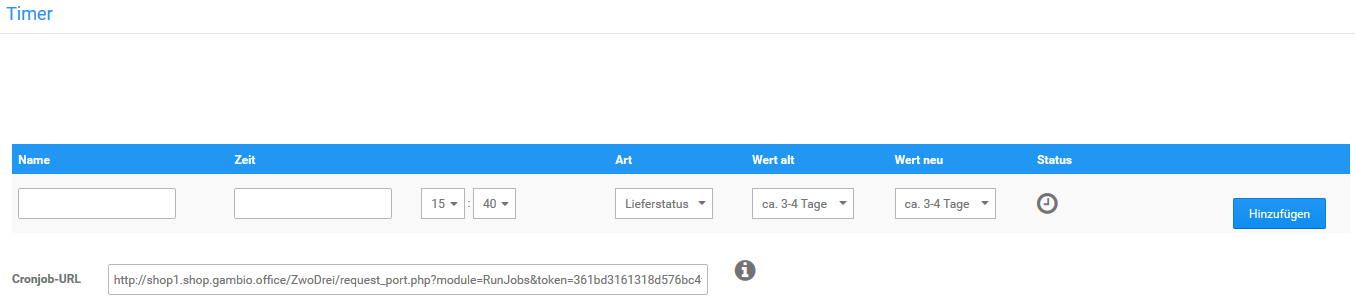 Timer
Name Zeit Art Wert alt Wert neu Status
15 : 40 Lieferstatus ca. 3-4 Tage ca. 3-4 Tage Hinzufügen
Cronjob-URL http://shop1.shop.gambio.office/ZwoDrei/request_port.php?module=RunJobs&token=361bd3161318d576bc4